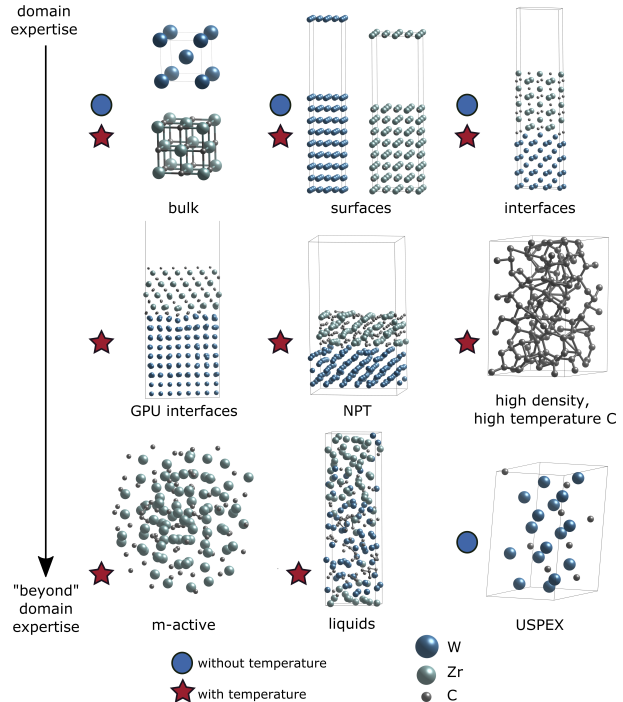 domain
expertise
bulk
surfaces
interfaces
GPU interfaces
NPT
high density,
high temperature C
"beyond"
domain
expertise
m-active
liquids
USPEX
without temperature
with temperature
W
Zr
C